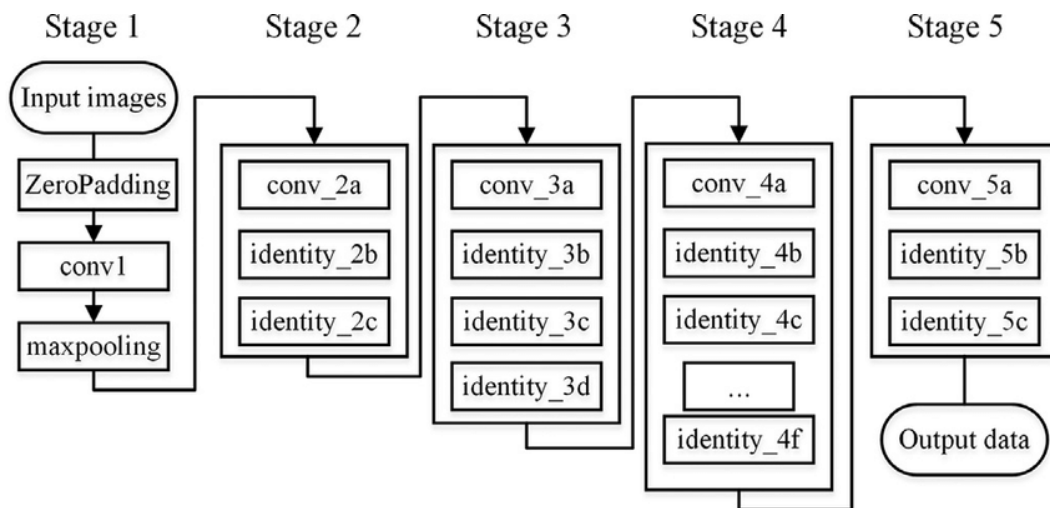 Stage 1
Stage 2
Stage 3
Stage 4
Stage 5
Input images
ZeroPadding
conv1
maxpooling
conv_2a
identity_2b
identity_2c
conv_3a
identity_3b
identity_3c
identity_3d
conv_4a
identity_4b
identity_4c
...
identity_4f
conv_5a
identity_5b
identity_5c
Output data